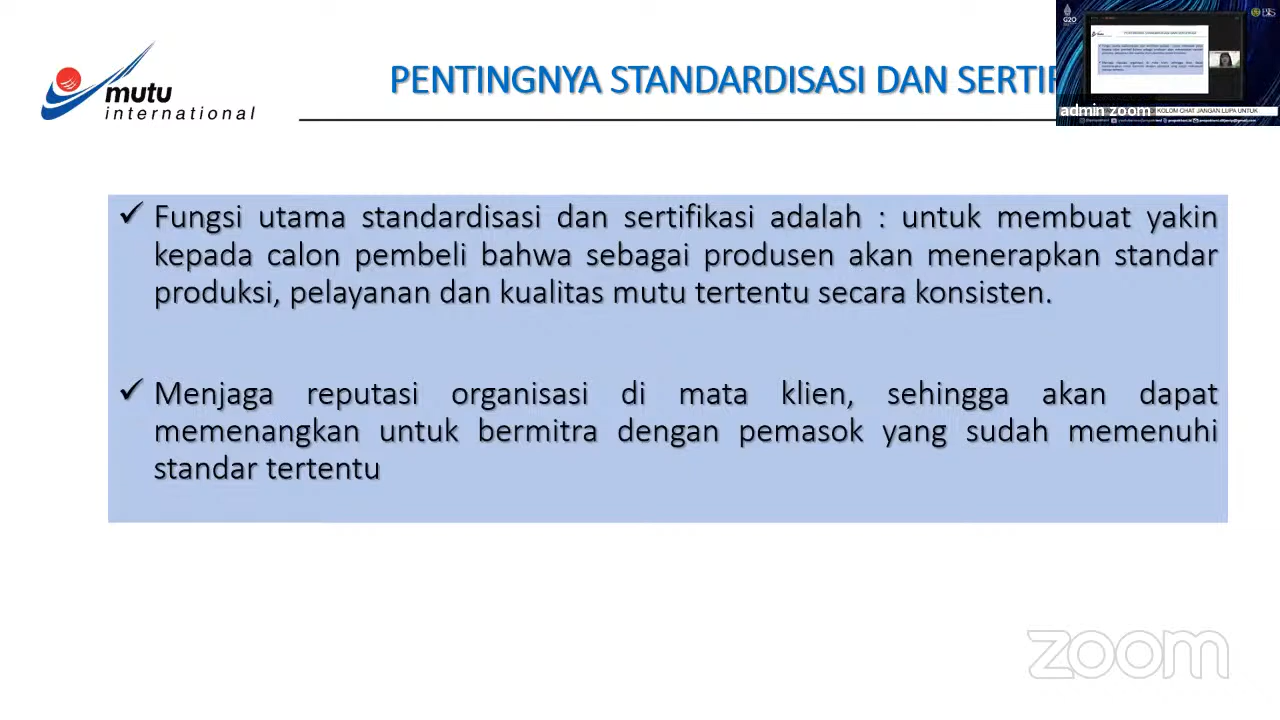 mutu
international
PENTINGNYA STANDARDISASI DAN SERTIF
G20
admin zoom
KOLOM CHAT JANGAN LUPA UNTUK
✓ Fungsi utama standardisasi dan sertifikasi adalah : untuk membuat yakin
kepada calon pembeli bahwa sebagai produsen akan menerapkan standar
produksi, pelayanan dan kualitas mutu tertentu secara konsisten.
✓ Menjaga reputasi organisasi di mata klien, sehingga akan dapat
memenangkan untuk bermitra dengan pemasok yang sudah memenuhi
standar tertentu
zoom